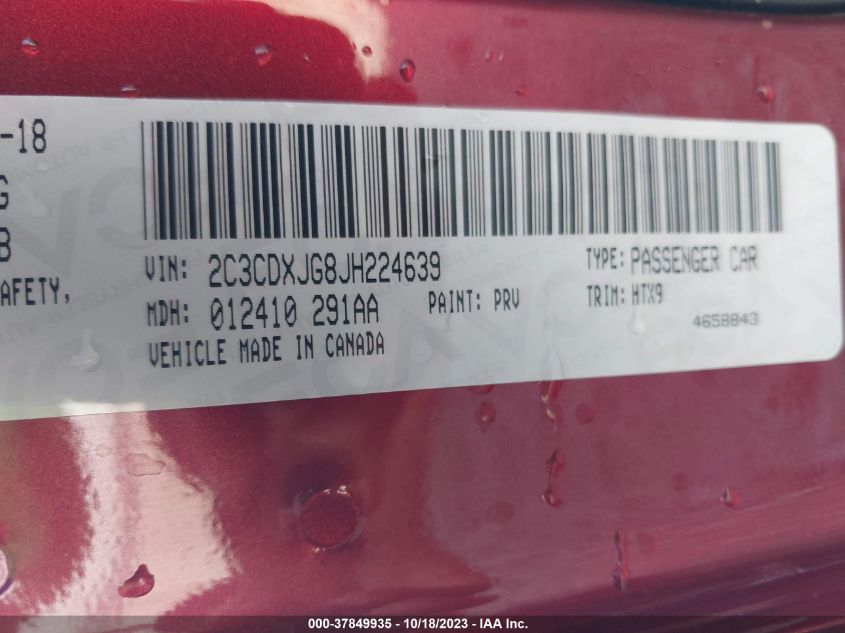 -18
G
B
AFETY,
VIN: 2C3CDXJG8JH224639
TYPE: PASSENGER CAR
MDH: 012410 291AA
PAINT: PRV
TRIM: HTX9
4658843
VEHICLE MADE IN CANADA
000-37849935 - 10/18/2023 - IAA Inc.